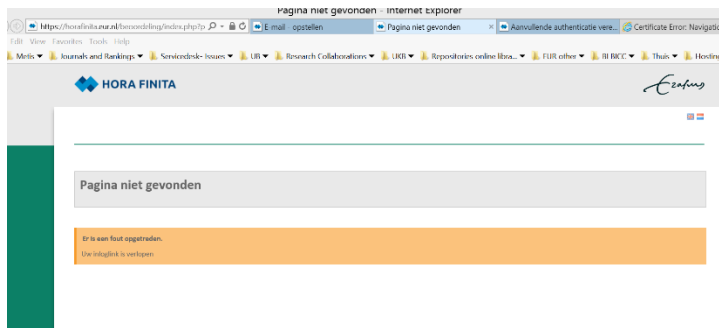 Pagina niet gevonden - Internet Explorer
https://horafinita.eur.nl/beoordeling/index.php?p
E-mail - opstellen
Pagina niet gevonden
Aanvullende authenticatie vere...
Certificate Error: Navigatio
Edit View Favorites Tools Help
Metis Journals and Rankings Servicedesk- Issues UB Research Collaborations UKB Repositories online libra... EUR other BI BICC Thuis Hosting
HORA FINITA
Erasmus
Pagina niet gevonden
Er is een fout opgetreden.
Uw inloglink is verlopen